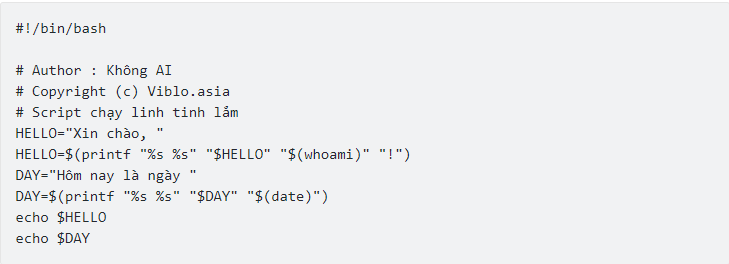 #!/bin/bash

# Author : Không AI
# Copyright (c) Viblo.asia
# Script chạy linh tinh lắm
HELLO="Xin chào, "
HELLO=$(printf "%s %s" "$HELLO" "$(whoami)" "!")
DAY="Hôm nay là ngày "
DAY=$(printf "%s %s" "$DAY" "$(date)")
echo $HELLO
echo $DAY